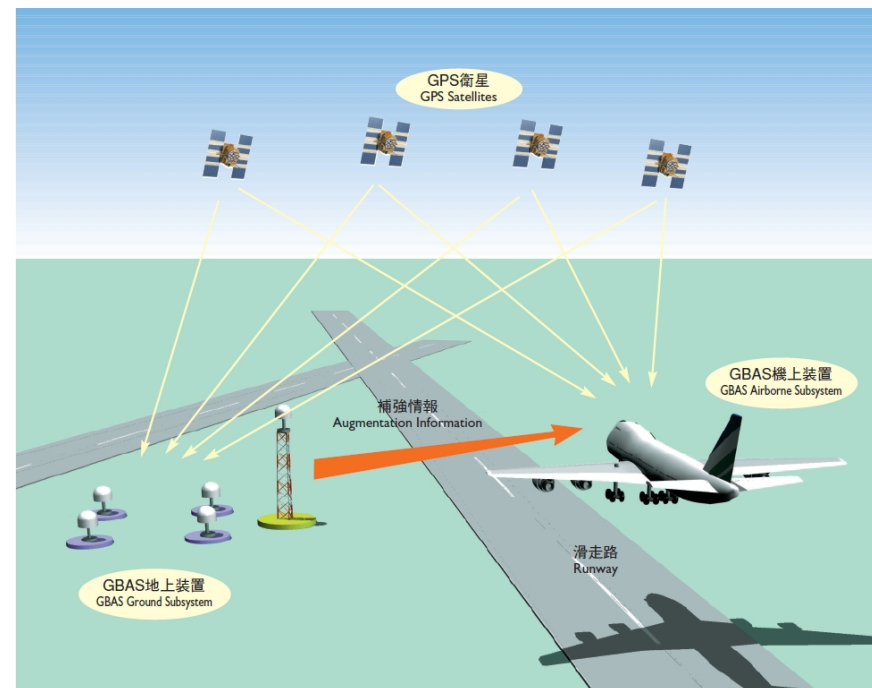 GPS衛星
GPS Satellites
GBAS機上装置
GBAS Airborne Subsystem
補強情報
Augmentation Information
滑走路
Runway
GBAS地上装置
GBAS Ground Subsystem